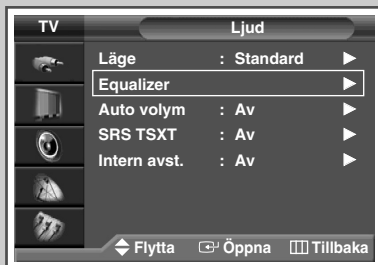 TV Ljud
Läge : Standard
Equalizer
Auto volym : Av
SRS TSXT : Av
Intern avst. : Av
Flytta Öppna Tillbaka